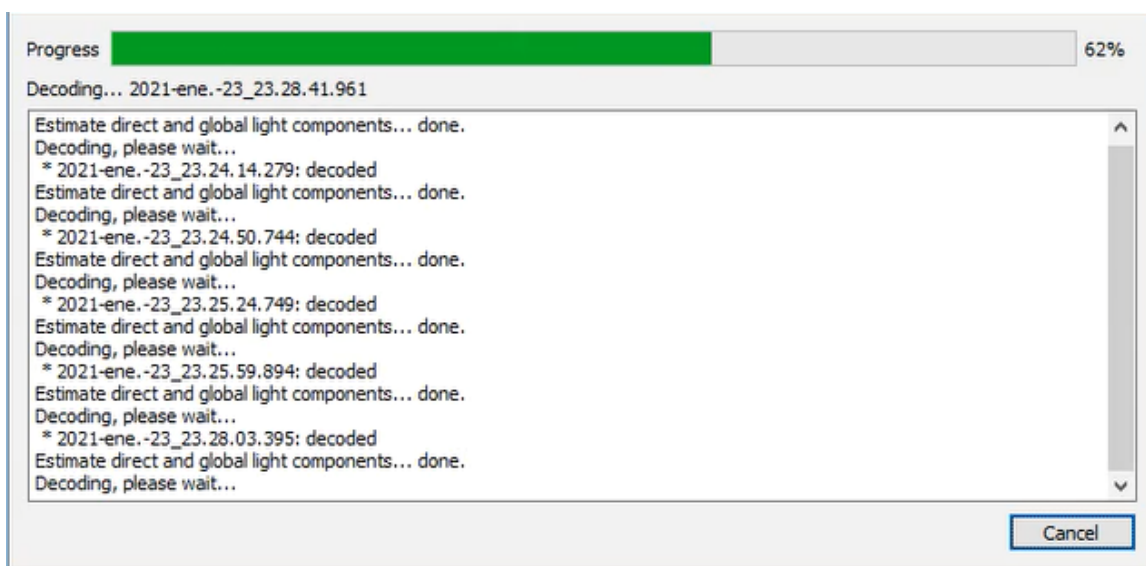 Progress 62%
Decoding... 2021-ene.-23_23.28.41.961
Estimate direct and global light components... done.
Decoding, please wait...
* 2021-ene.-23_23.24.14.279: decoded
Estimate direct and global light components... done.
Decoding, please wait...
* 2021-ene.-23_23.24.50.744: decoded
Estimate direct and global light components... done.
Decoding, please wait...
* 2021-ene.-23_23.25.24.749: decoded
Estimate direct and global light components... done.
Decoding, please wait...
* 2021-ene.-23_23.25.59.894: decoded
Estimate direct and global light components... done.
Decoding, please wait...
* 2021-ene.-23_23.28.03.395: decoded
Estimate direct and global light components... done.
Decoding, please wait...
Cancel